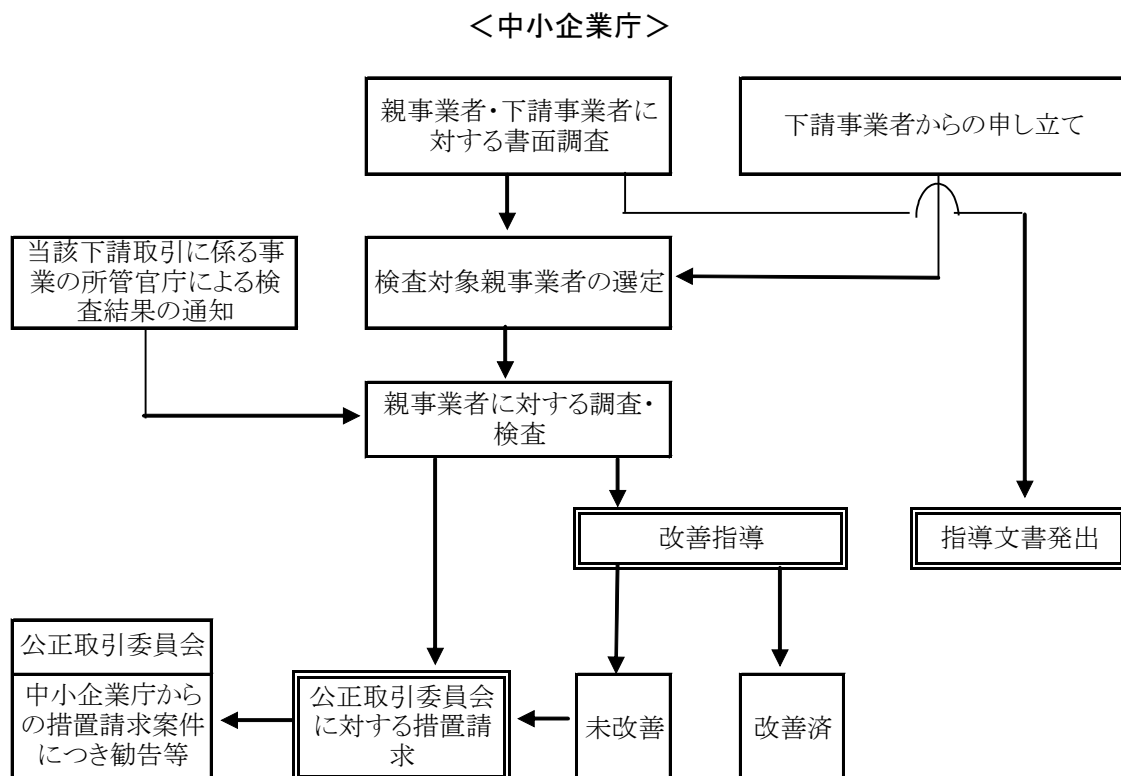 ＜中小企業庁＞
親事業者・下請事業者に
対する書面調査
下請事業者からの申し立て
当該下請取引に係る事
業の所管官庁による検
査結果の通知
検査対象親事業者の選定
親事業者に対する調査・
検査
改善指導
指導文書発出
公正取引委員会
中小企業庁から
の措置請求案件
につき勧告等
公正取引委員会
に対する措置請
求
未改善
改善済